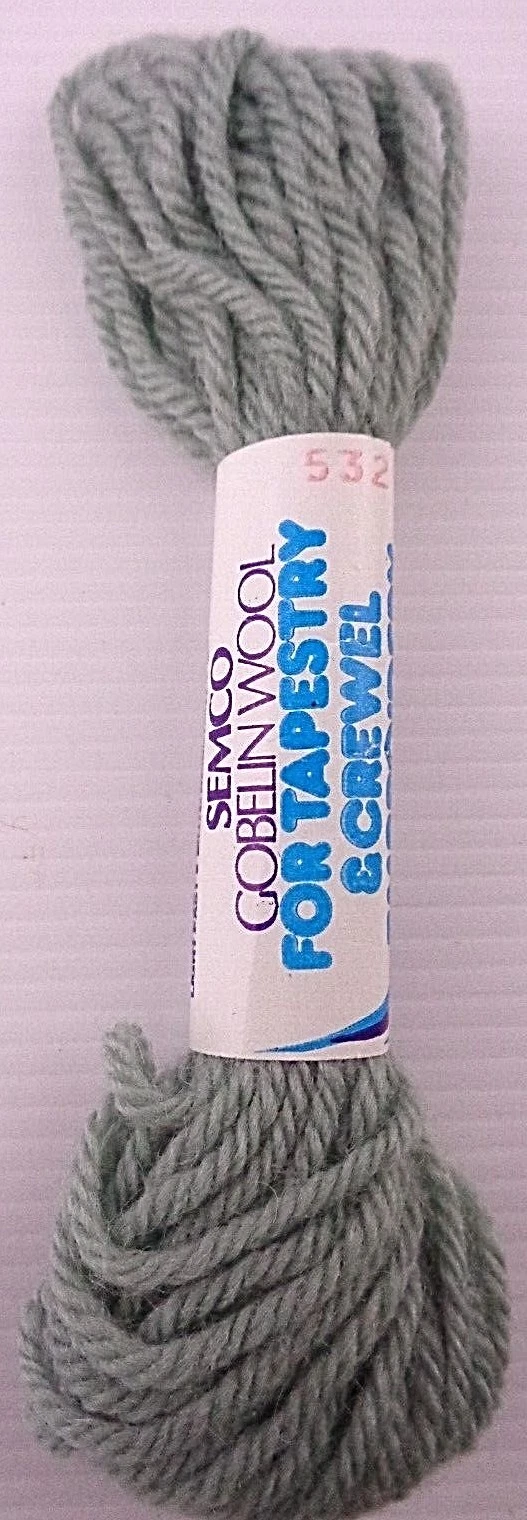 532
SEMCO
GOBELIN WOOL
FOR TAPESTRY
& CREWEL